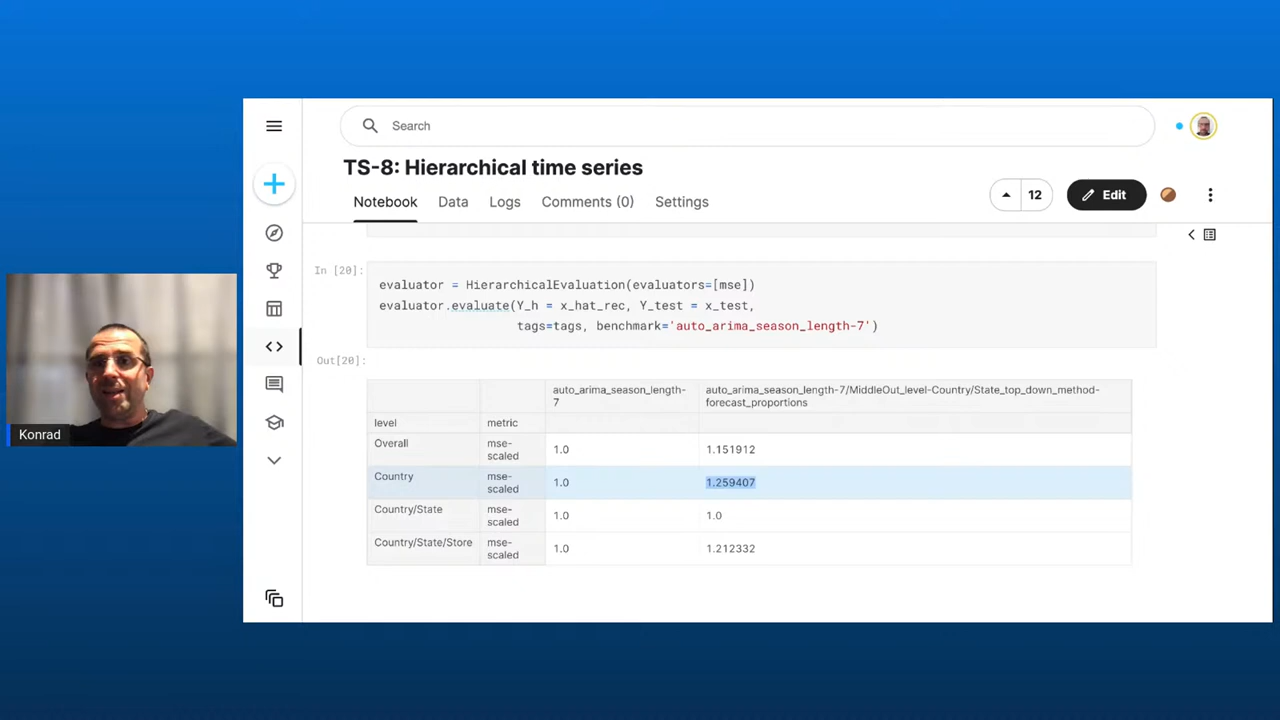 Search
TS-8: Hierarchical time series
12
Edit
Notebook
Data
Logs
Comments (0)
Settings
In [20]:
evaluator = HierarchicalEvaluation(evaluators=[mse])
evaluator.evaluate(Y_h = x_hat_rec, Y_test = x_test,
tags=tags, benchmark='auto_arima_season_length-7')
Out[20]:
auto_arima_season_length-
7
auto_arima_season_length-7/MiddleOut_level-Country/State_top_down_method-
forecast_proportions
level
metric
Overall
mse-
scaled
1.0
1.151912
Country
mse-
scaled
1.0
1.259407
Country/State
mse-
scaled
1.0
1.0
Country/State/Store
mse-
scaled
1.0
1.212332
Konrad